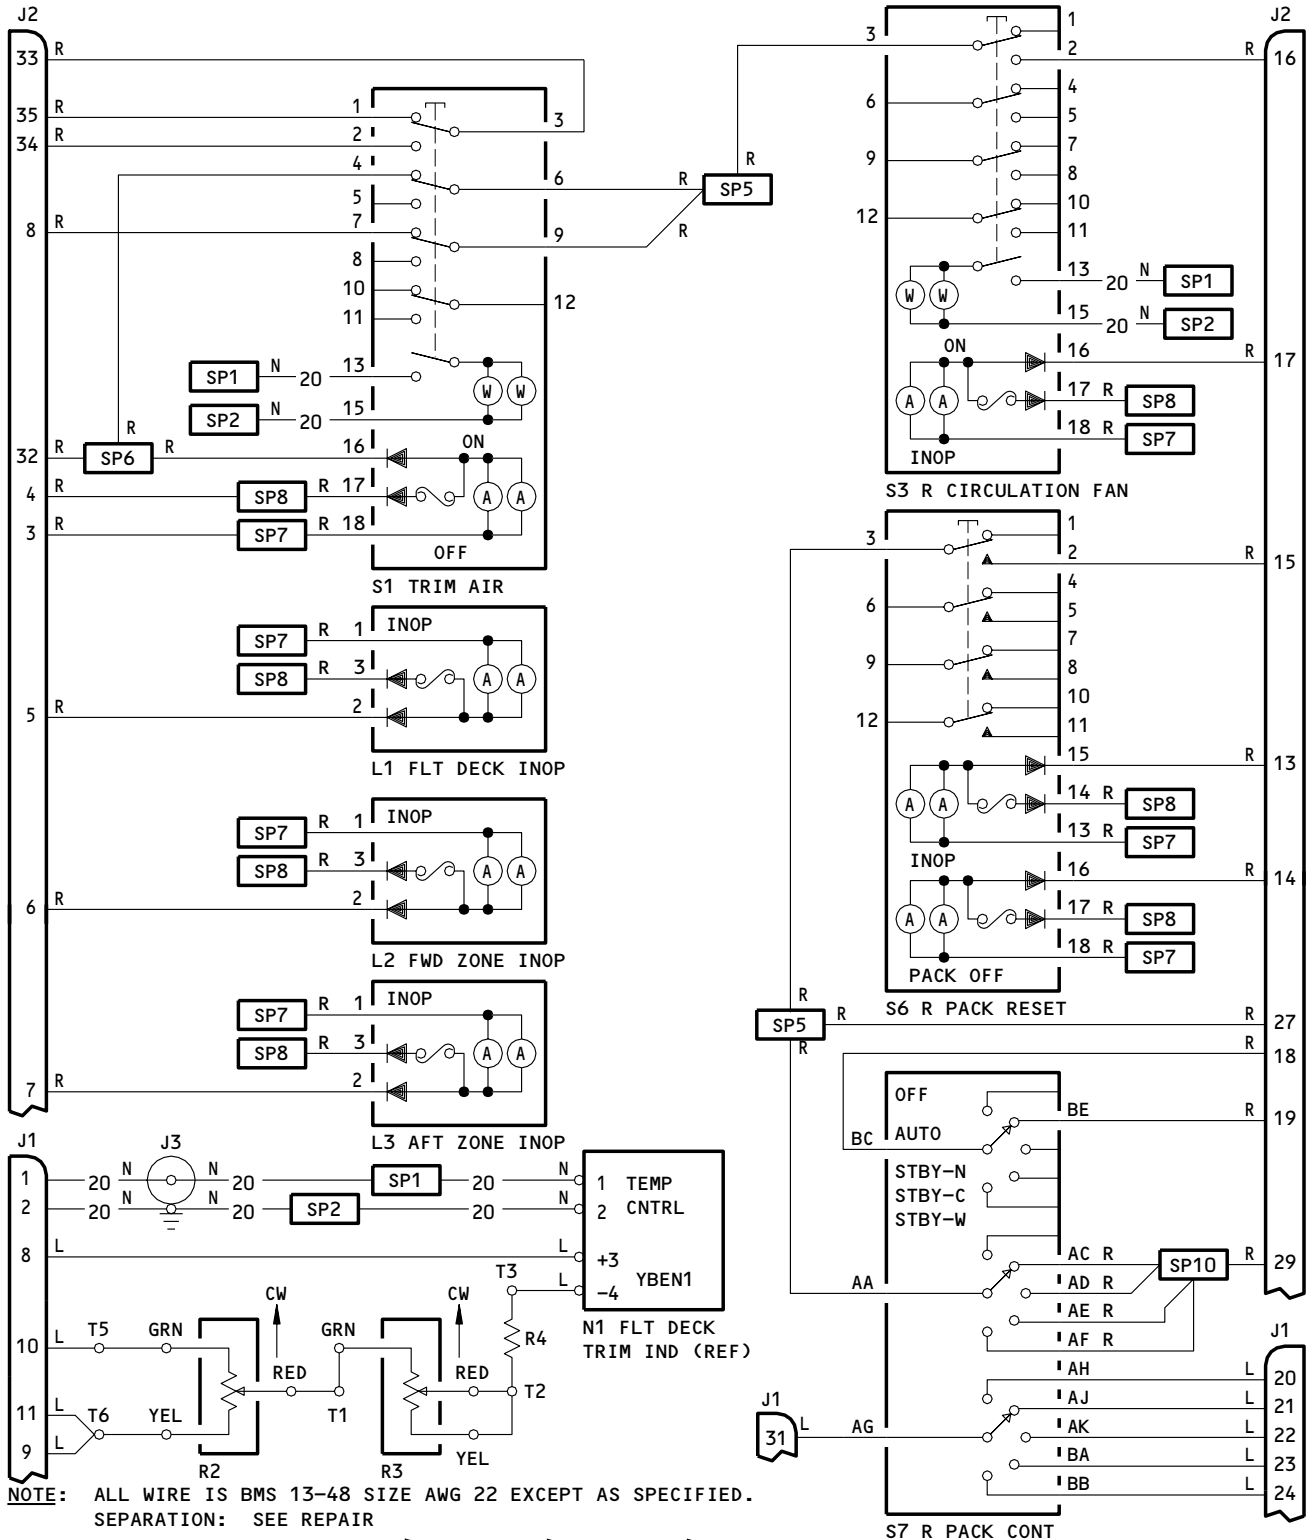 J2
33 R
35 R
34 R
8 R
32 R SP6 R
R
4 R SP8 R 17
3 R SP7 R 18
5 R
6 R
7 R
1
2
4
5
7
8
10
11
3
6
9
12
SP1 N 20 13
SP2 N 20 15
16
W W
ON
A A
OFF
S1 TRIM AIR
R
R
R
SP5
SP7 R 1 INOP
SP8 R 3
A A
2
L1 FLT DECK INOP
SP7 R 1 INOP
SP8 R 3
A A
2
L2 FWD ZONE INOP
SP7 R 1 INOP
SP8 R 3
A A
2
L3 AFT ZONE INOP
J1 J3
1 20 N N 20 SP1 20 N 1 TEMP
2 20 N N 20 SP2 20 N 2 CNTRL
8 L L +3
T3 L -4 YBEN1
N1 FLT DECK
TRIM IND (REF)
CW CW
R4
10 L T5 GRN GRN
RED T1 RED T2
11 L T6 YEL
9 L YEL
R2 R3
J2
3
6
9
12
1
2 R 16
4
5
7
8
10
11
13 20 N SP1
15 20 N SP2
W W
ON
16 R 17
17 R SP8
18 R SP7
A A
INOP
S3 R CIRCULATION FAN
3
6
9
12
1
2 R 15
4
5
7
8
10
11
15 R 13
14 R SP8
13 R SP7
A A
INOP
16 R 14
17 R SP8
18 R SP7
A A
PACK OFF
S6 R PACK RESET
R
SP5 R R 27
R
R 18
OFF
BE R 19
BC AUTO
STBY-N
STBY-C
STBY-W
AA
AC R SP10 R 29
AD R
AE R
AF R
J1
AH L 20
AJ L 21
J1
31 L AG AK L 22
BA L 23
BB L 24
S7 R PACK CONT
NOTE: ALL WIRE IS BMS 13-48 SIZE AWG 22 EXCEPT AS SPECIFIED.
SEPARATION: SEE REPAIR